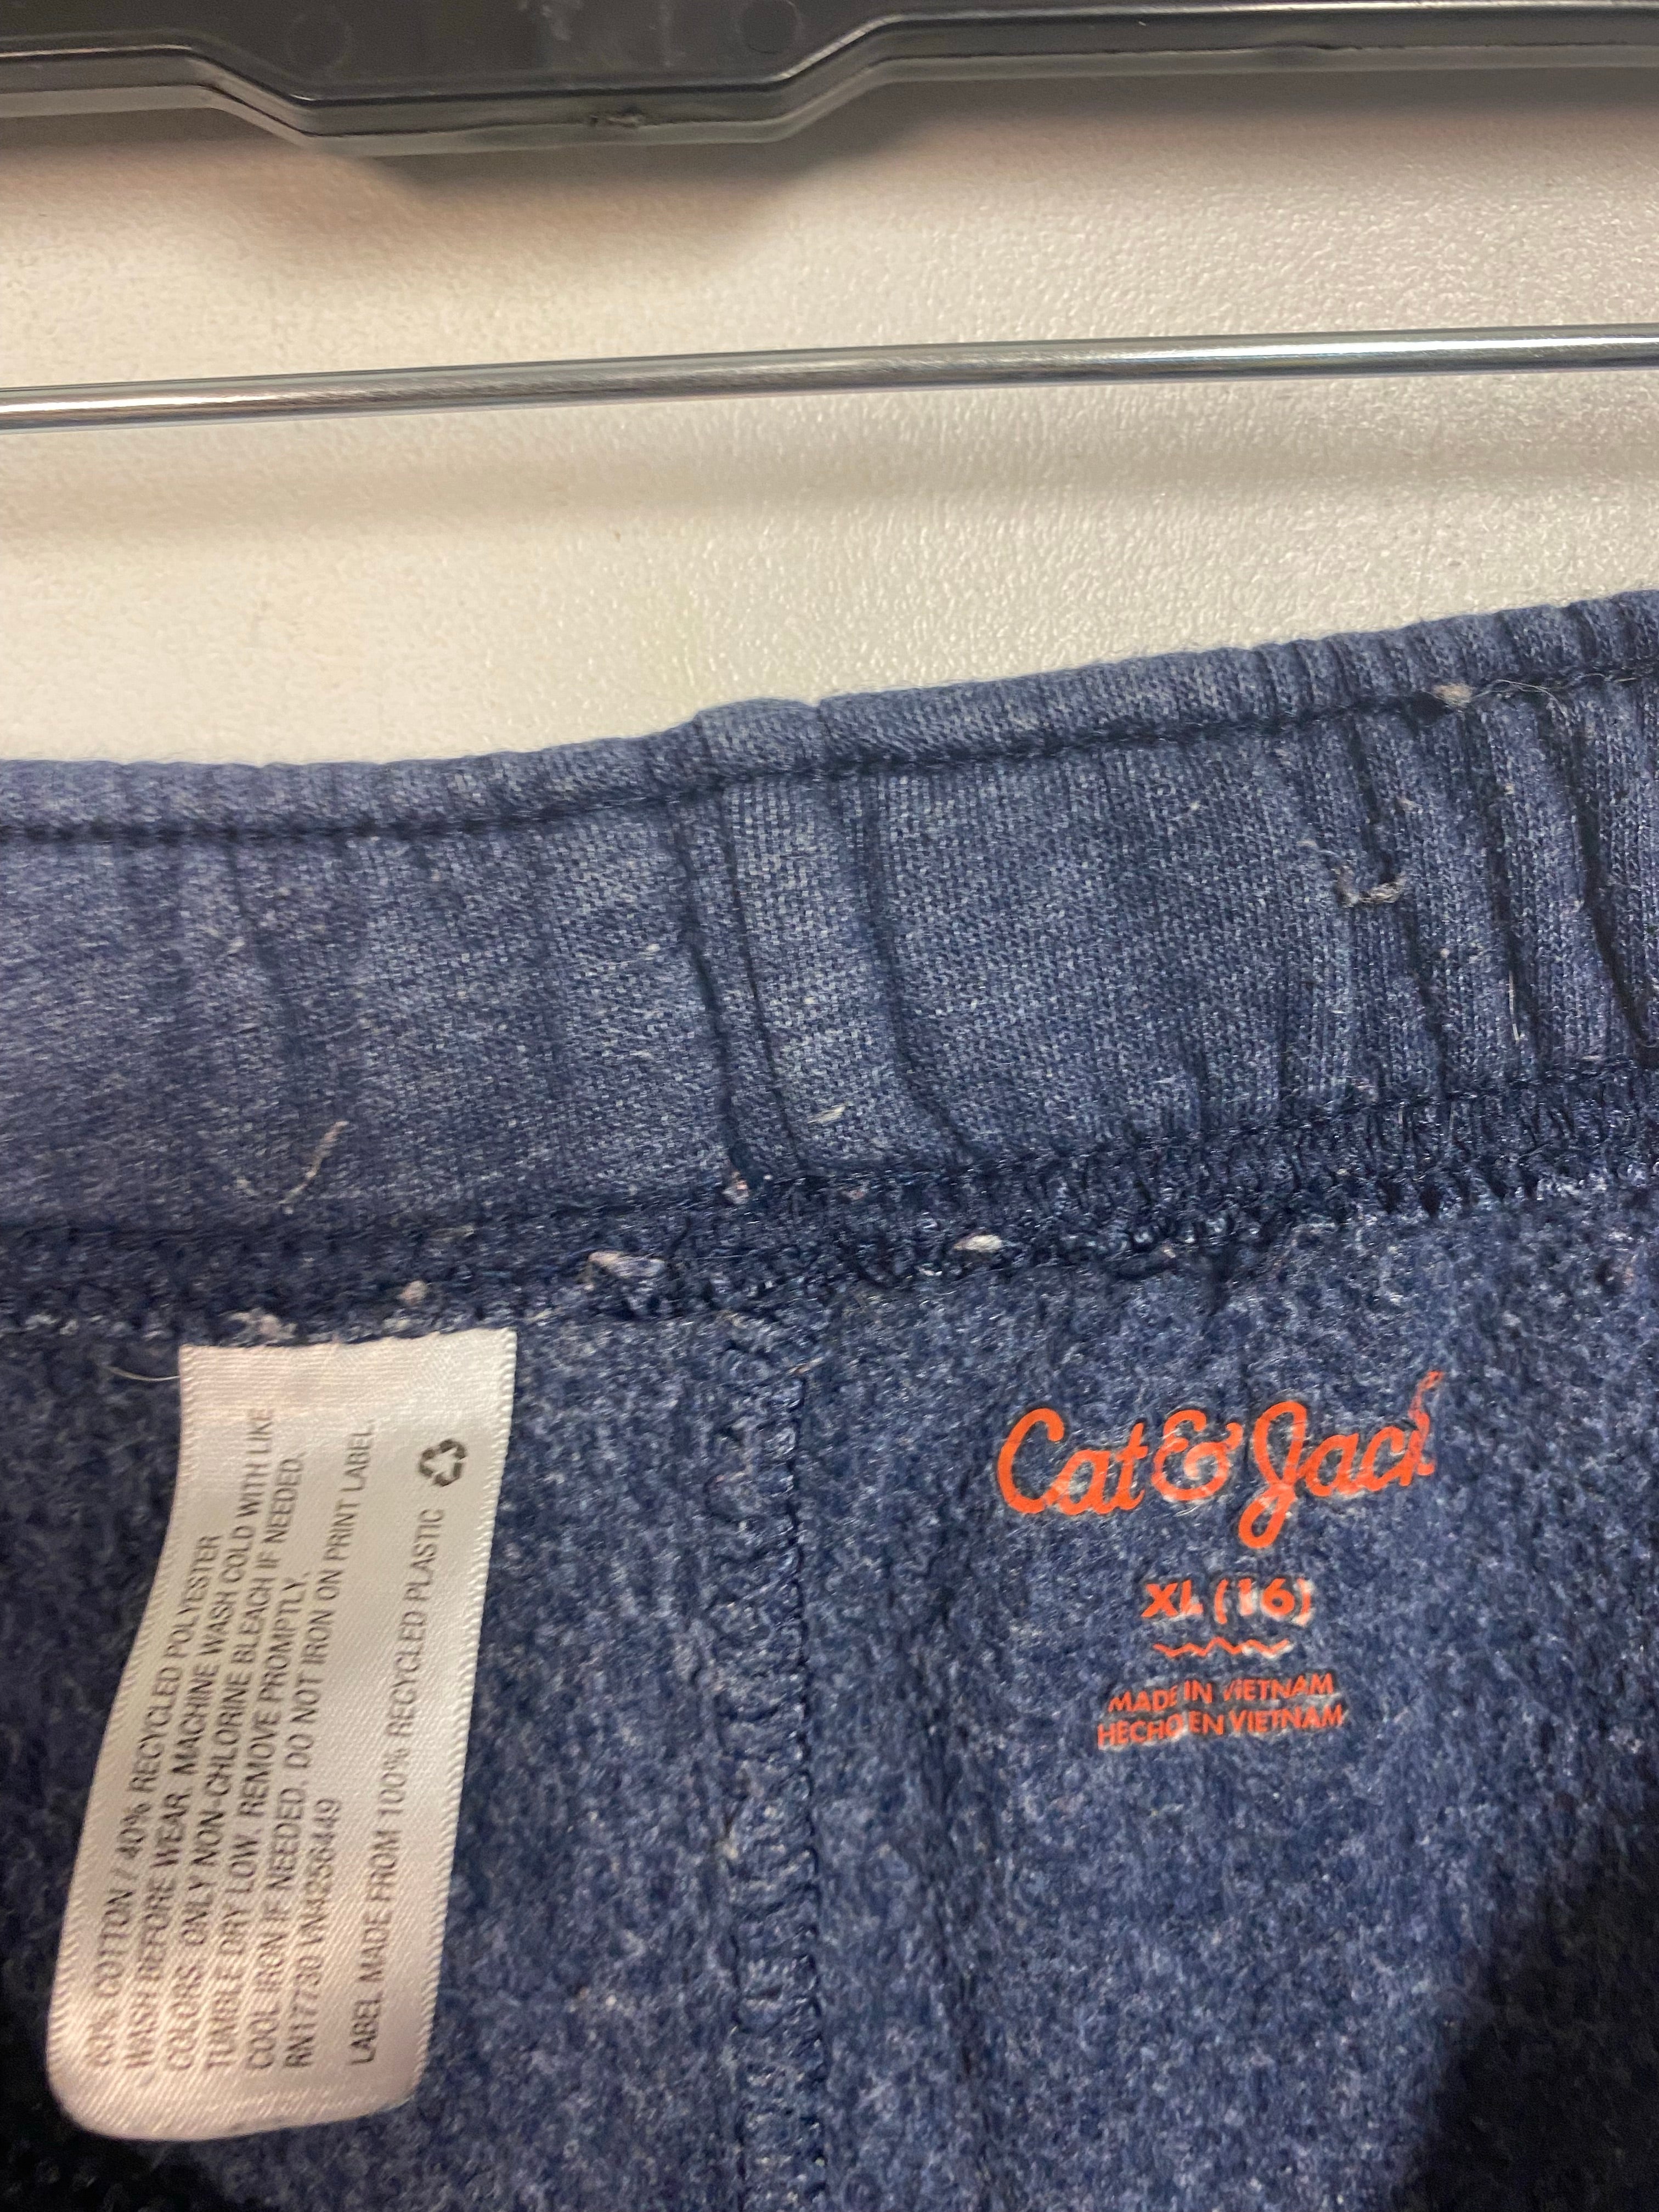 60% COTTON / 40% RECYCLED POLYESTER
WASH BEFORE WEAR. MACHINE WASH COLD WITH LIKE
COLORS. ONLY NON-CHLORINE BLEACH IF NEEDED.
TUMBLE DRY LOW. REMOVE PROMPTLY.
COOL IRON IF NEEDED. DO NOT IRON ON PRINT LABEL.
RN17730 VN4256449
LABEL MADE FROM 100% RECYCLED PLASTIC
Cat & Jack
XL (16)
MADE IN VIETNAM
HECHO EN VIETNAM